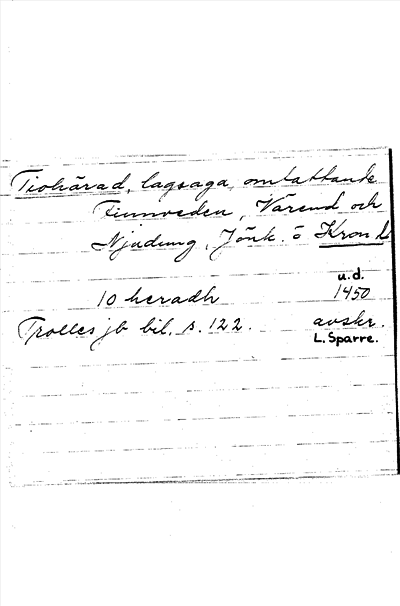 Tiohärad, lagsaga, omfattande
Finnveden, Värend och
Njudung, Jönk. o Kron. l
10 heradh
u.d.
1450
Trolles jb bil. s. 122.
avskr.
L. Sparre.